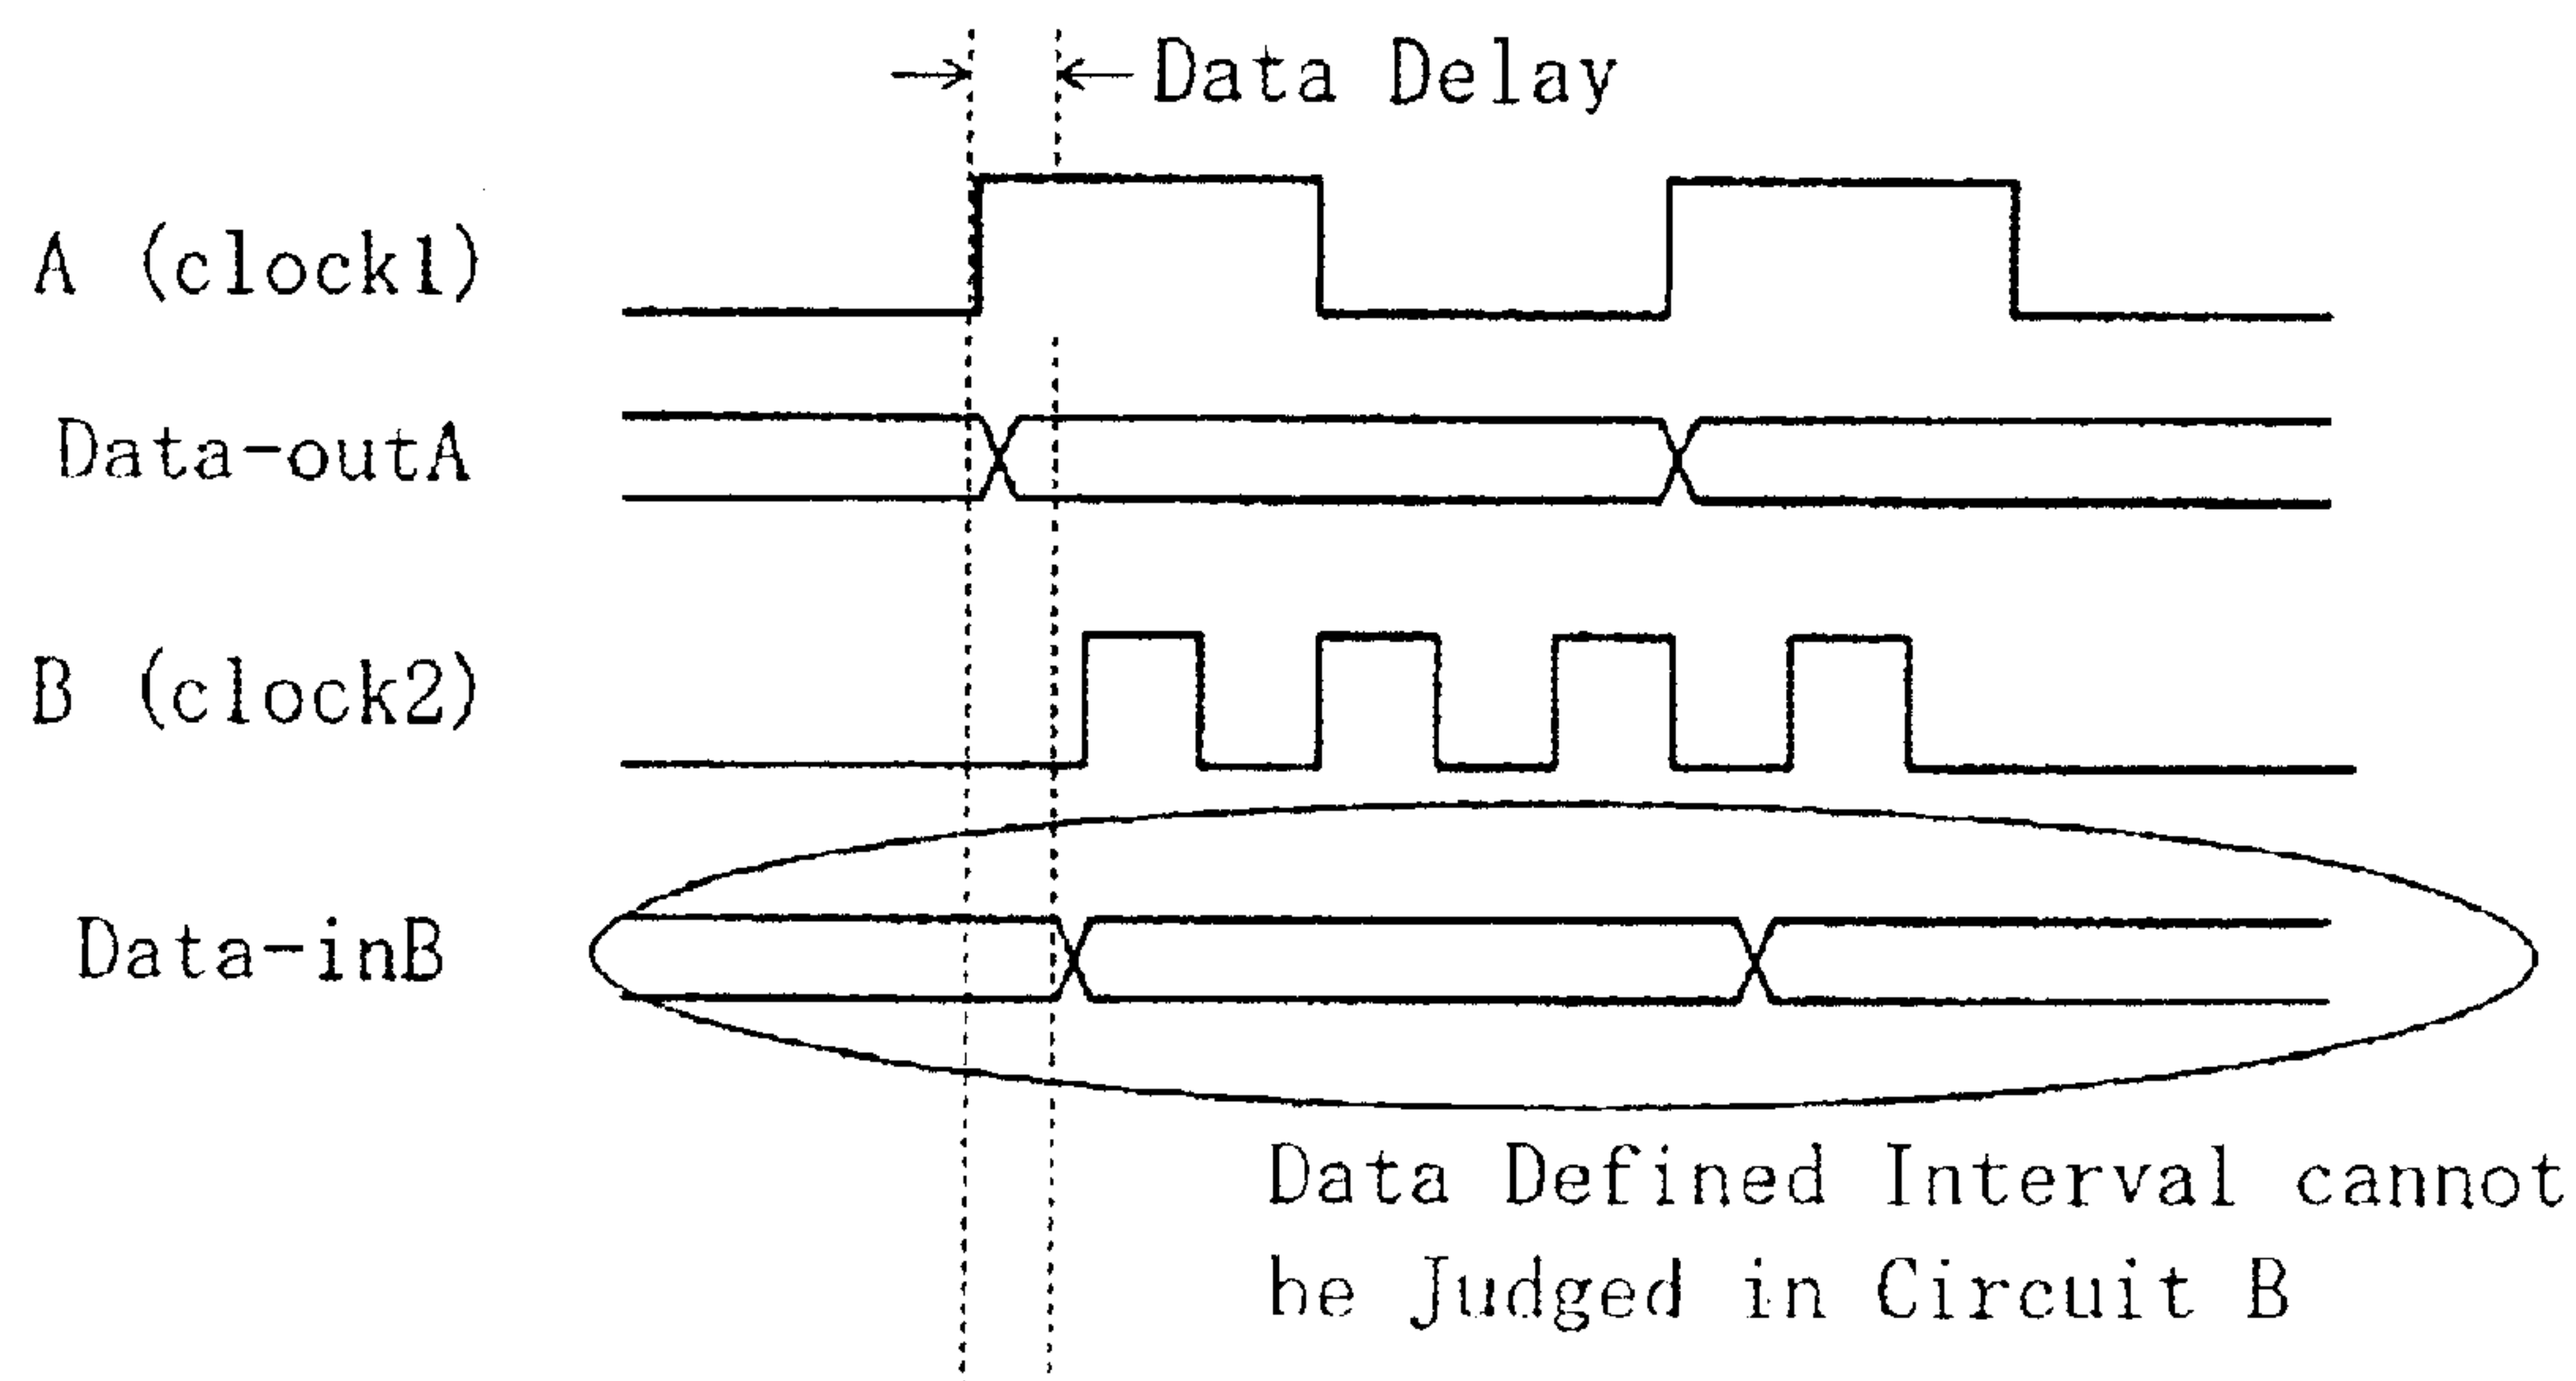 Data Delay
A (clock1)
Data-outA
B (clock2)
Data-inB
Data Defined Interval cannot
be Judged in Circuit B